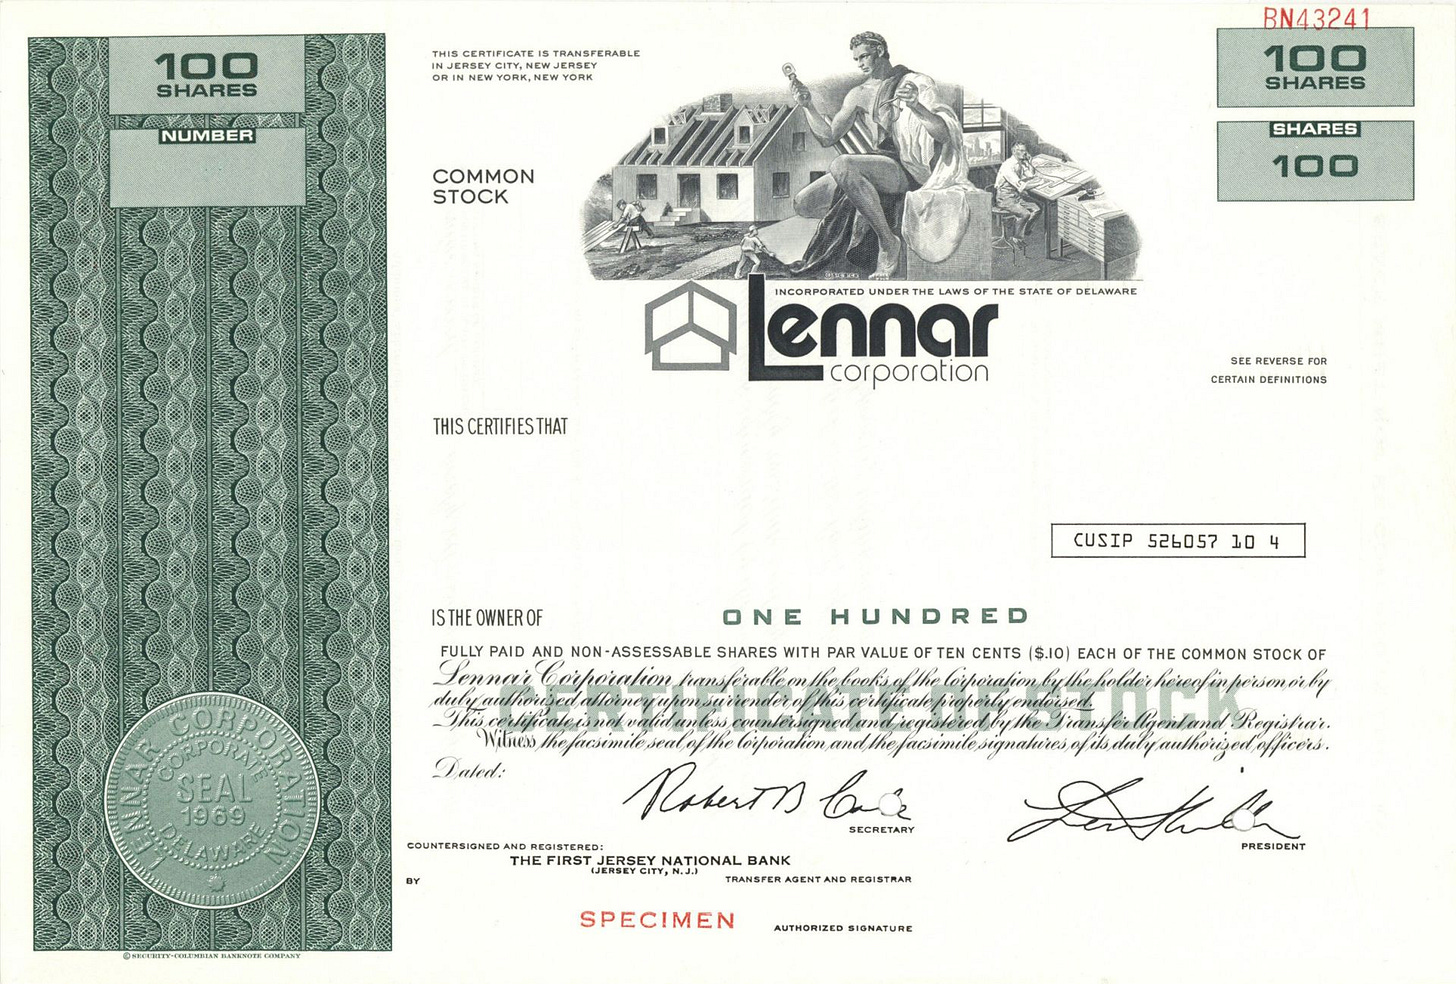 BN43241
100
SHARES
NUMBER
THIS CERTIFICATE IS TRANSFERABLE
IN JERSEY CITY, NEW JERSEY
OR IN NEW YORK, NEW YORK
100
SHARES
SHARES
100
COMMON
STOCK
INCORPORATED UNDER THE LAWS OF THE STATE OF DELAWARE
Lennar
corporation
SEE REVERSE FOR
CERTAIN DEFINITIONS
THIS CERTIFIES THAT
CUSIP 526057 10 4
IS THE OWNER OF
ONE HUNDRED
FULLY PAID AND NON-ASSESSABLE SHARES WITH PAR VALUE OF TEN CENTS ($.10) EACH OF THE COMMON STOCK OF
Lennar Corporation, transferable on the books of the Corporation by the holder hereof in person or by
duly authorized attorney upon surrender of this certificate properly endorsed.
CERTIFICATE OF STOCK
This certificate is not valid unless countersigned and registered by the Transfer Agent and Registrar.
Witness the facsimile seal of the Corporation and the facsimile signatures of its duly authorized officers.
Dated:
Robert B
SECRETARY
PRESIDENT
LENNAR CORPORATION
CORPORATE
SEAL
1969
DELAWARE
COUNTERSIGNED AND REGISTERED:
THE FIRST JERSEY NATIONAL BANK
(JERSEY CITY, N.J.)
BY
TRANSFER AGENT AND REGISTRAR
SPECIMEN
AUTHORIZED SIGNATURE
© SECURITY-COLUMBIAN BANKNOTE COMPANY